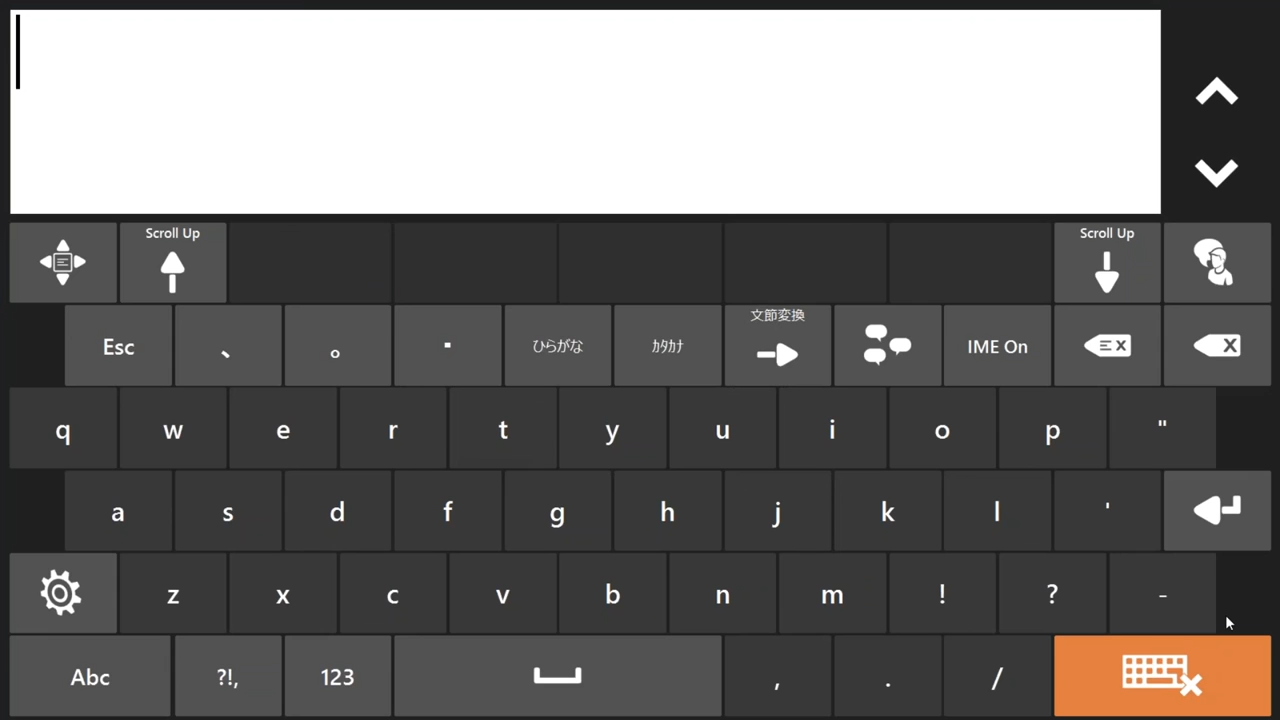 Scroll Up Scroll Up
文節変換
Esc 、 。 ・ ひらがな ｶﾀｶﾅ IME On
q w e r t y u i o p "
a s d f g h j k l '
z x c v b n m ! ? -
Abc ?!, 123 , . /